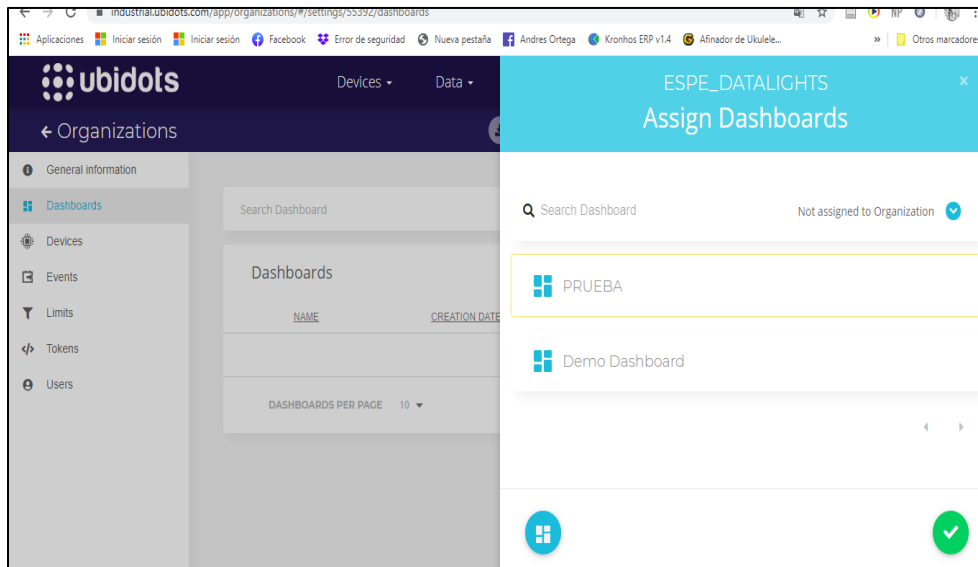 industrial.ubidots.com/app/organizations/#/settings/55392/dashboards
NP
Aplicaciones Iniciar sesión Iniciar sesión Facebook Error de seguridad Nueva pestaña Andres Ortega Kronhos ERP v1.4 Afinador de Ukulele... » Otros marcadores
ubidots
Devices Data
Organizations
General information
Dashboards
Devices
Events
Limits
Tokens
Users
Search Dashboard
Dashboards
NAME CREATION DATE
DASHBOARDS PER PAGE 10
ESPE_DATALIGHTS ×
Assign Dashboards
Search Dashboard Not assigned to Organization
PRUEBA
Demo Dashboard